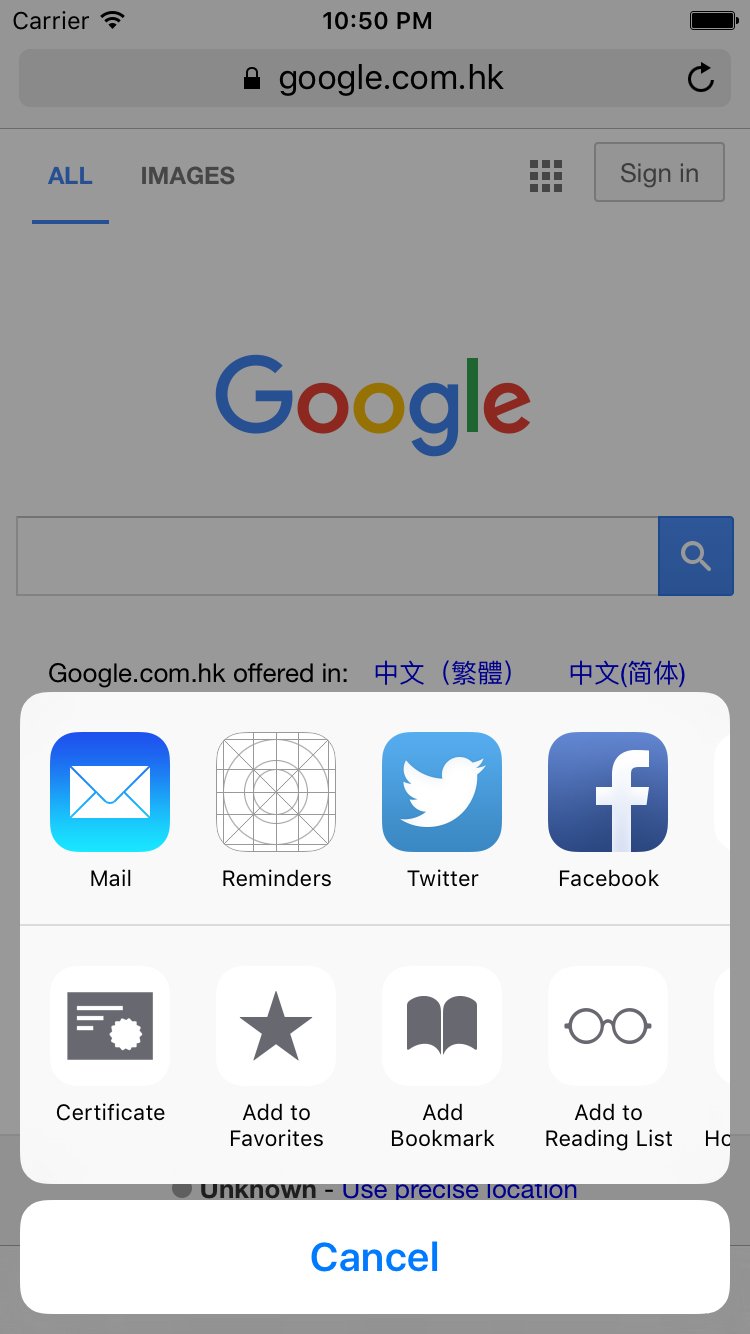 Carrier 10:50 PM
google.com.hk
ALL IMAGES Sign in
Google
Google.com.hk offered in: 中文（繁體） 中文(简体)
Mail Reminders Twitter Facebook
Certificate Add to Add Add to
Favorites Bookmark Reading List
Unknown - Use precise location
Cancel